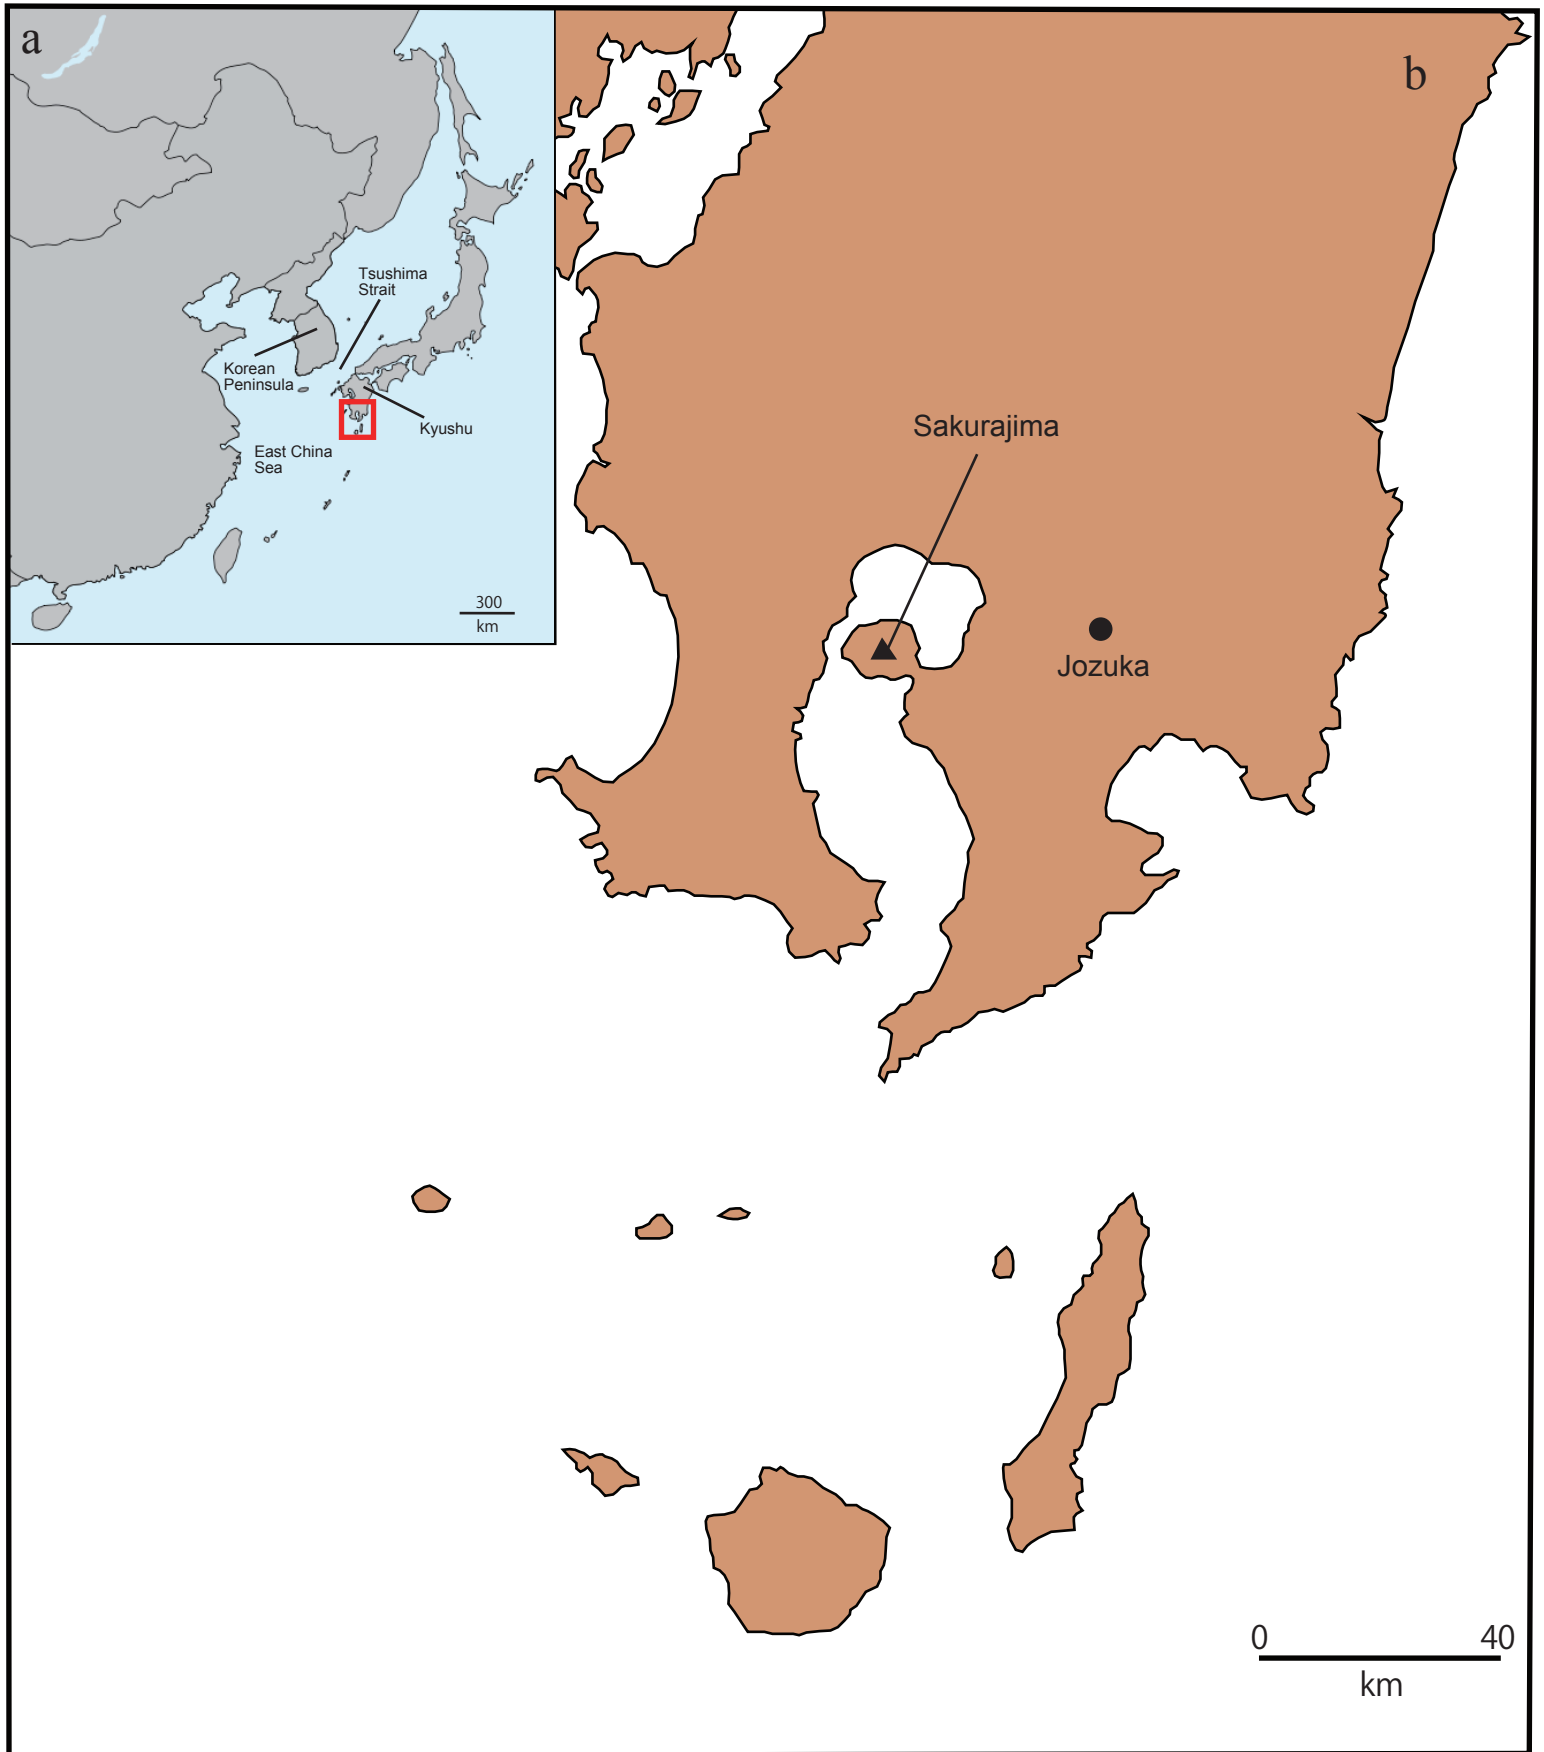 a
Tsushima
Strait
Korean
Peninsula
Kyushu
East China
Sea
300
km
b
Sakurajima
Jozuka
0 40
km